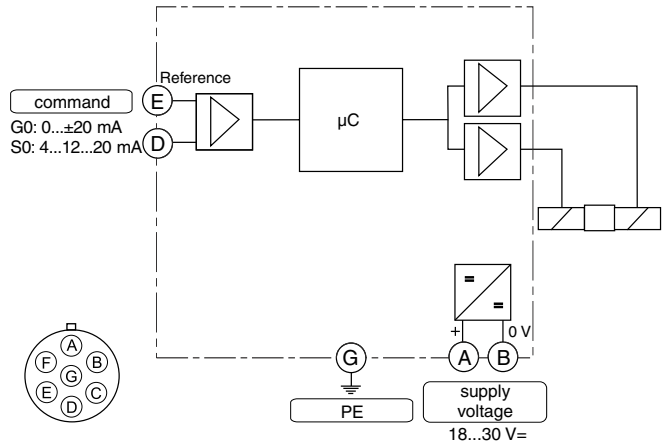 Reference
command
E
G0: 0...±20 mA
S0: 4...12...20 mA
D
µC
=
=
+
0 V
G
A
B
PE
supply
voltage
18...30 V=
A
F
B
G
E
C
D